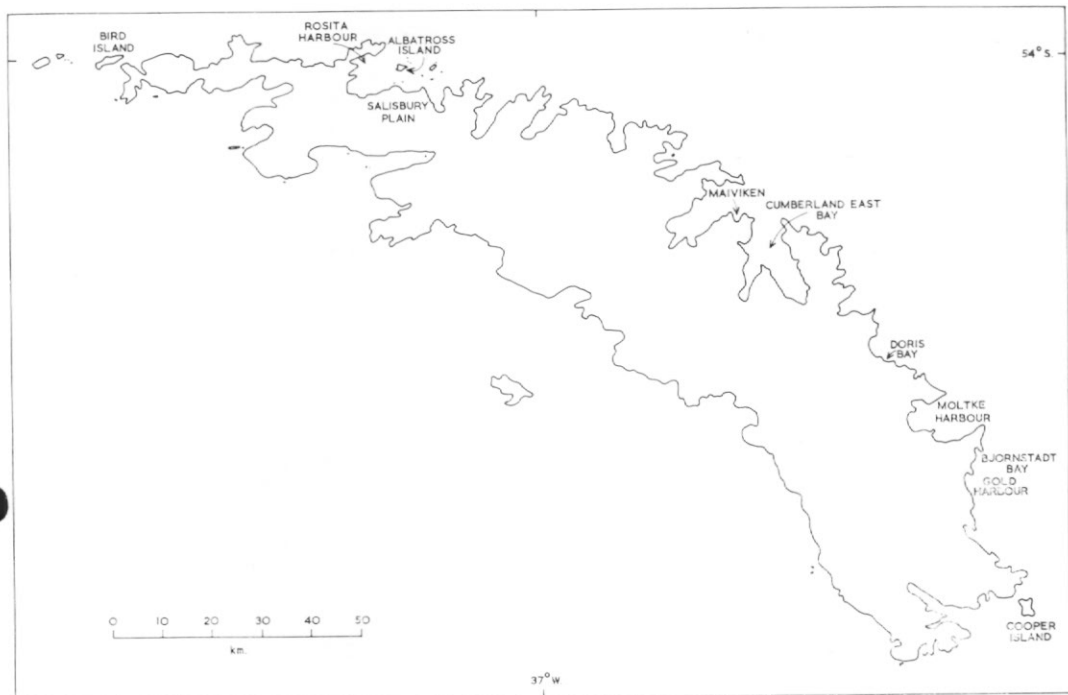 BIRD
ISLAND
ROSITA
HARBOUR
ALBATROSS
ISLAND
54°S.
SALISBURY
PLAIN
MAIVIKEN
CUMBERLAND EAST
BAY
DORIS
BAY
MOLTKE
HARBOUR
BJORNSTADT
BAY
GOLD
HARBOUR
COOPER
ISLAND
0 10 20 30 40 50
km.
37°W